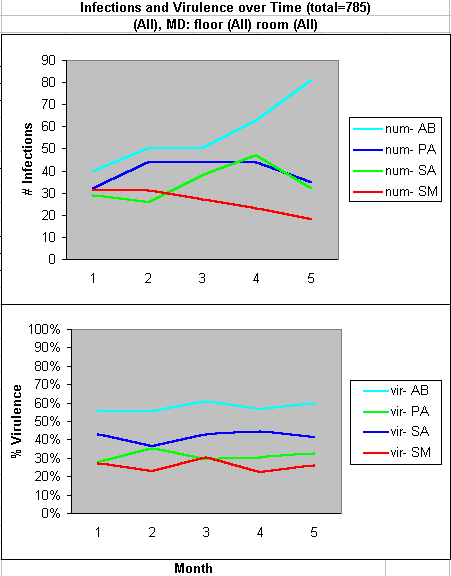 Infections and Virulence over Time (total=785)
(All), MD: floor (All) room (All)
# Infections
90
80
70
60
50
40
30
20
10
0
1 2 3 4 5
num- AB
num- PA
num- SA
num- SM
% Virulence
100%
90%
80%
70%
60%
50%
40%
30%
20%
10%
0%
1 2 3 4 5
vir- AB
vir- PA
vir- SA
vir- SM
Month